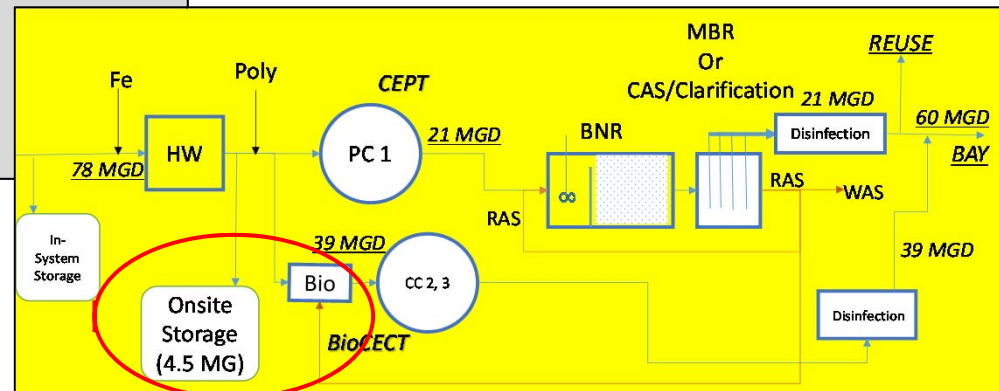 MBR
Or
CAS/Clarification
REUSE
Fe
Poly
CEPT
21 MGD
60 MGD
BNR
Disinfection
HW
PC 1
21 MGD
78 MGD
BAY
∞
RAS
WAS
RAS
In-
System
Storage
39 MGD
39 MGD
Bio
CC 2, 3
Onsite
Storage
(4.5 MG)
Disinfection
BioCECT